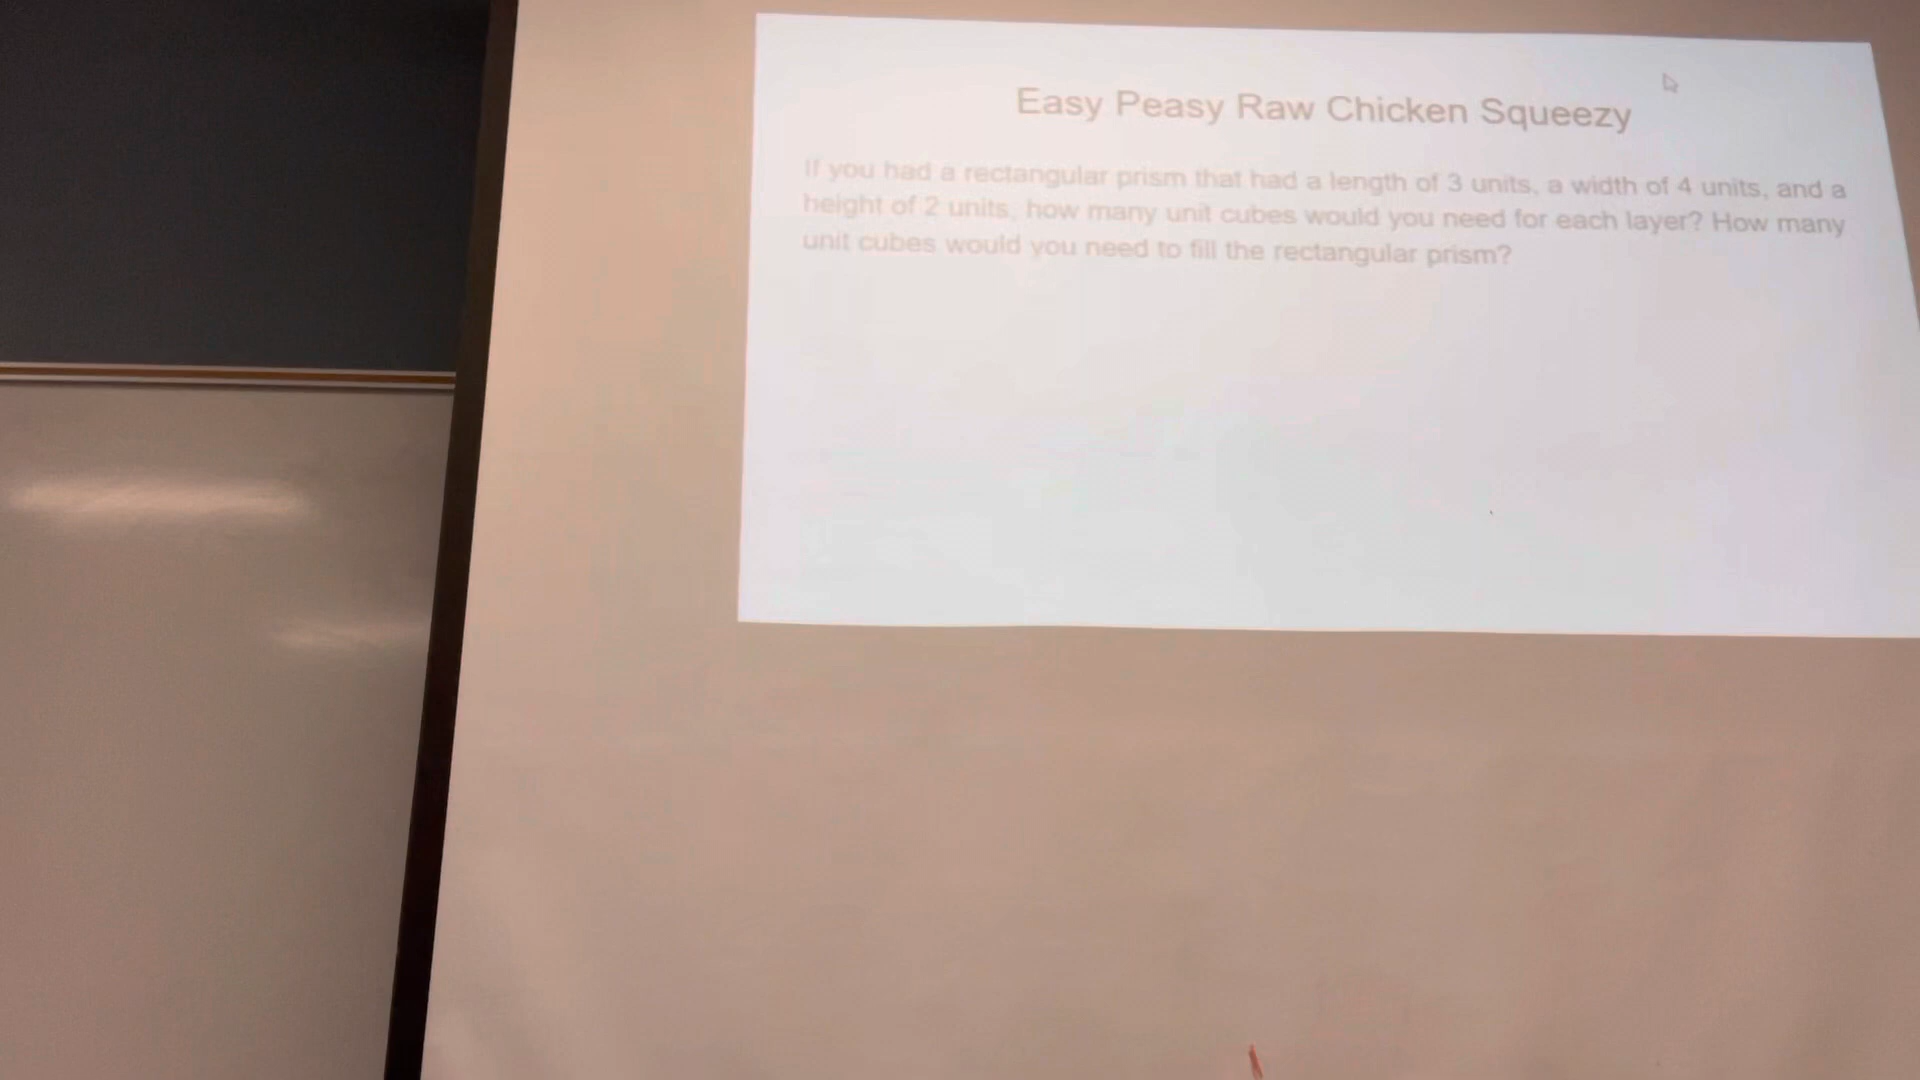 Easy Peasy Raw Chicken Squeezy
If you had a rectangular prism that had a length of 3 units, a width of 4 units, and a
height of 2 units, how many unit cubes would you need for each layer? How many
unit cubes would you need to fill the rectangular prism?